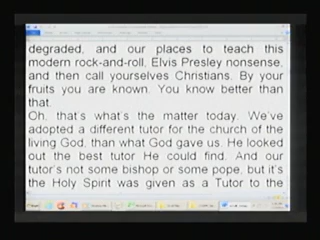 degraded, and our places to teach this
modern rock-and-roll, Elvis Presley nonsense,
and then call yourselves Christians. By your
fruits you are known. You know better than
that.
Oh, that's what's the matter today. We've
adopted a different tutor for the church of the
living God, than what God gave us. He looked
out the best tutor He could find. And our
tutor's not some bishop or some pope, but it's
the Holy Spirit was given as a Tutor to the